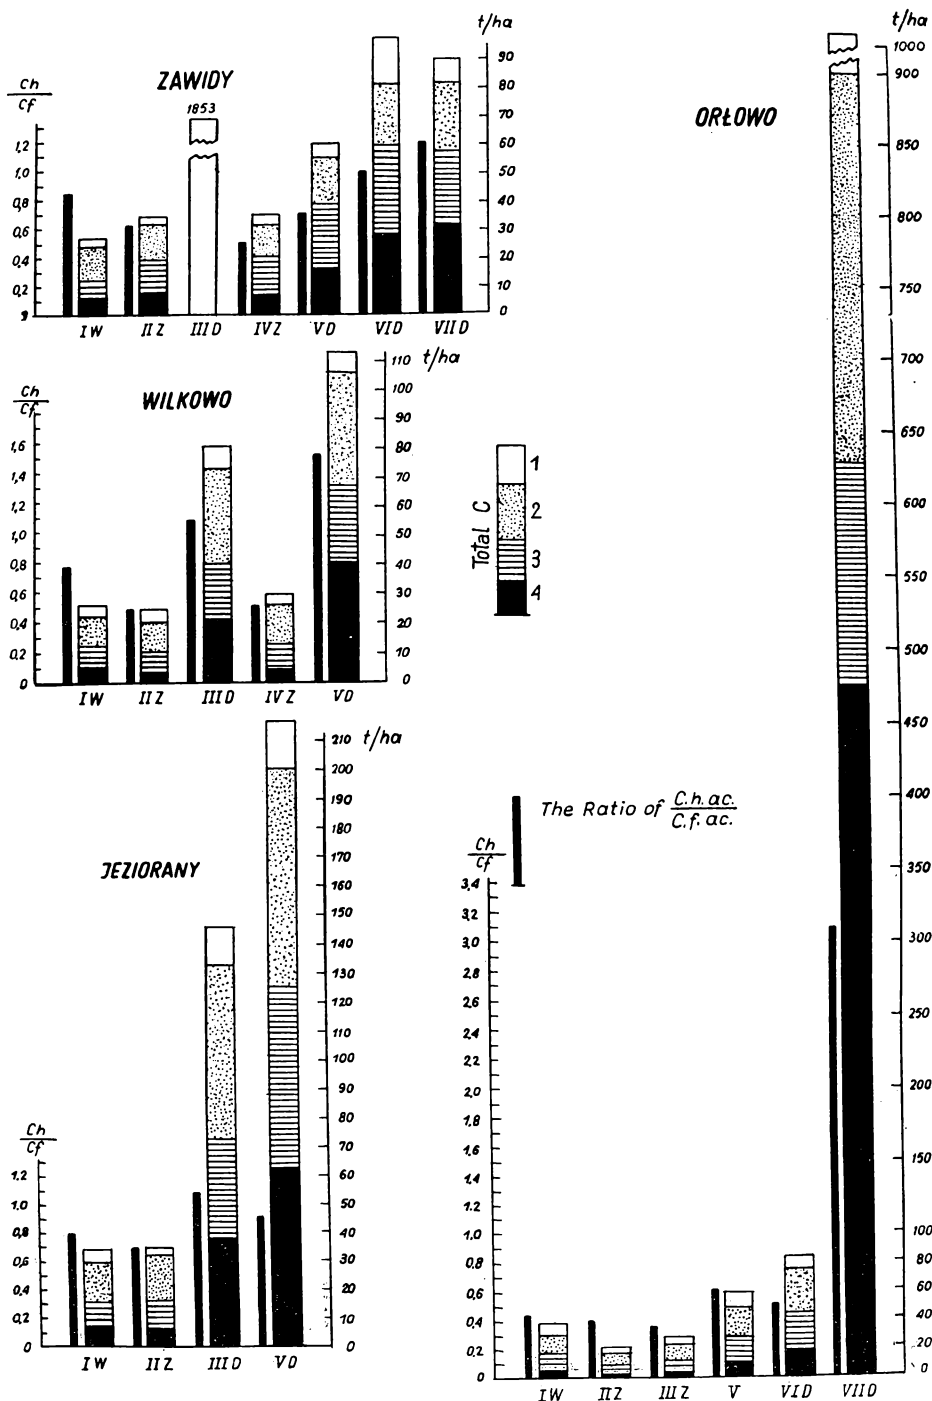 ZAWIDY
Ch
Cf
1,2
1,0
0,8
0,6
0,4
0,2
1853
t/ha
90
80
70
60
50
40
30
20
10
0
I W
II Z
III D
IV Z
V D
VI D
VII D
WILKOWO
Ch
Cf
1,6
1,4
1,2
1,0
0,8
0,6
0,4
0,2
0
t/ha
110
100
90
80
70
60
50
40
30
20
10
0
I W
II Z
III D
IV Z
V D
JEZIORANY
Ch
Cf
1,2
1.0
0,8
0,6
0,4
0,2
0
t/ha
210
200
190
180
170
160
150
140
130
120
110
100
90
80
70
60
50
40
30
20
10
0
I W
II Z
III D
V D
Total C
1
2
3
4
The Ratio of C.h.ac.
C.f.ac.
ORŁOWO
Ch
Cf
3,4
3,2
3,0
2,8
2,6
2,4
2,2
2,0
1,8
1,6
1,4
1,2
1,0
0,8
0,6
0,4
0,2
0
t/ha
1000
900
850
800
750
700
650
600
550
500
450
400
350
300
250
200
150
100
80
60
40
20
0
I W
II Z
III Z
V
VI D
VII D